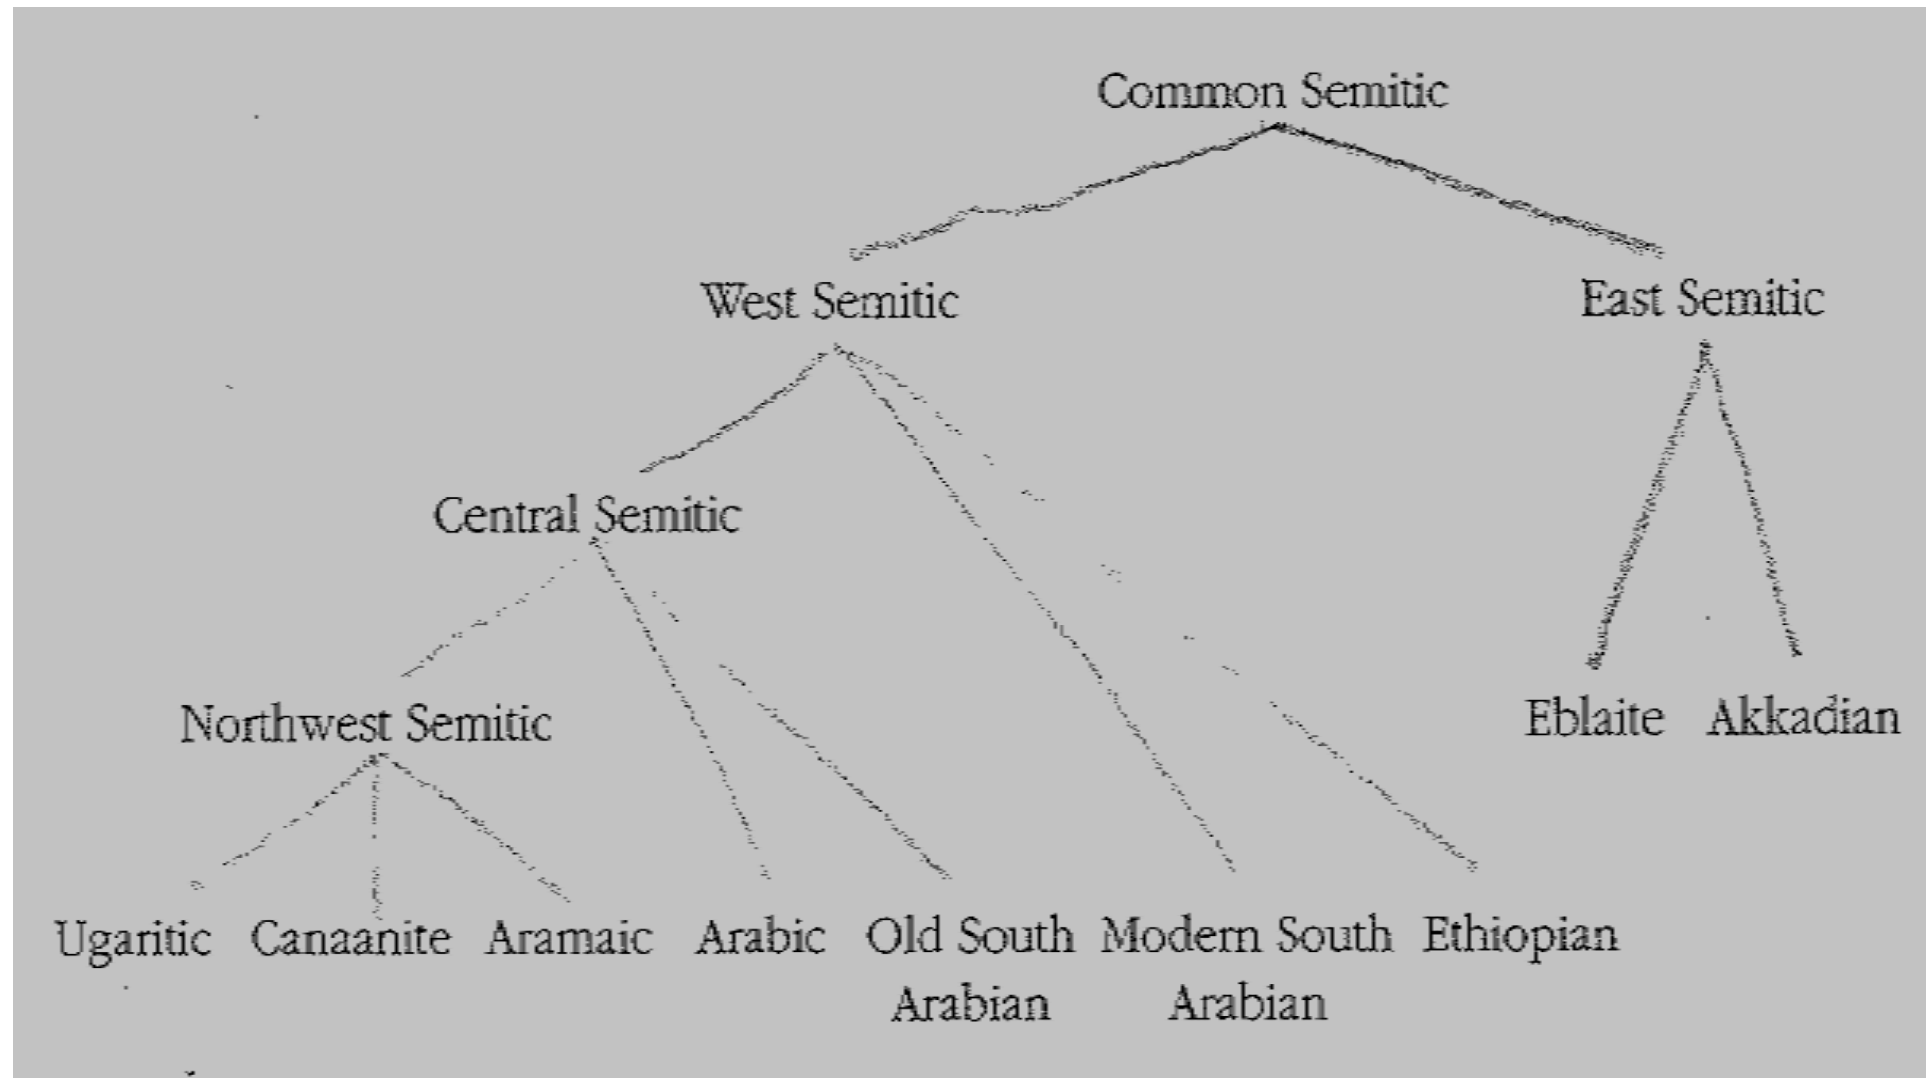 Common Semitic
West Semitic
East Semitic
Central Semitic
Northwest Semitic
Eblaite
Akkadian
Ugaritic
Canaanite
Aramaic
Arabic
Old South
Arabian
Modern South
Arabian
Ethiopian